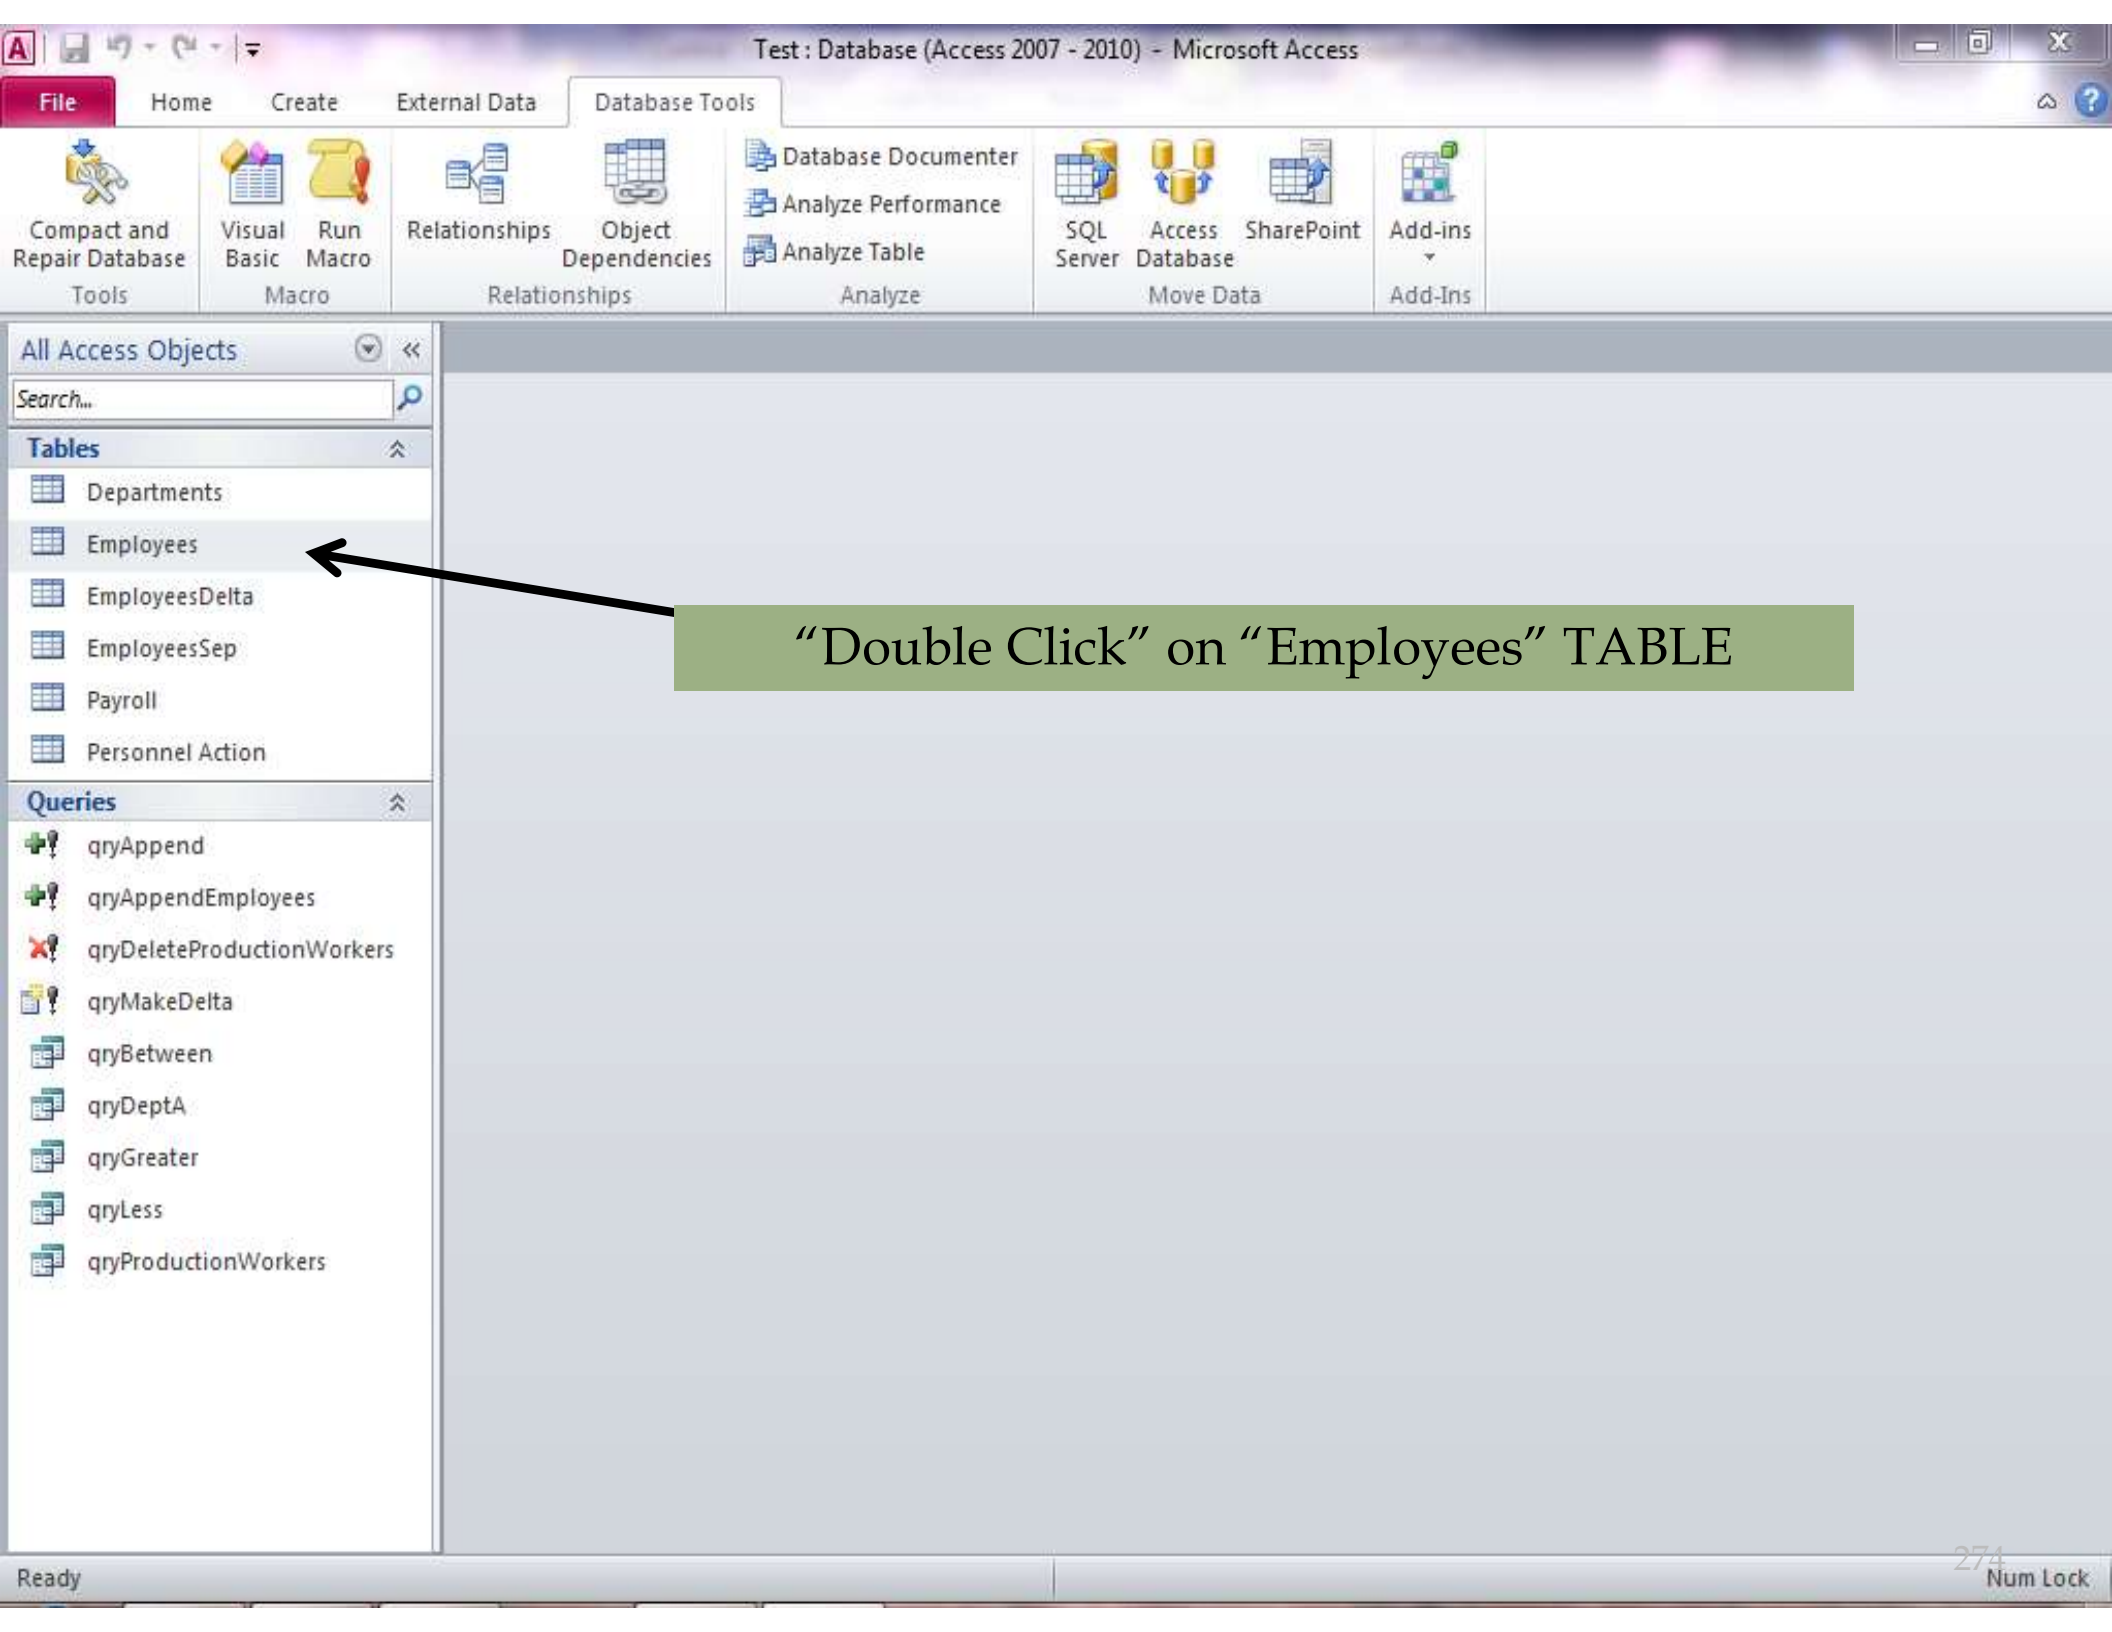 Test : Database (Access 2007 - 2010) - Microsoft Access
File Home Create External Data Database Tools
Compact and Repair Database
Visual Basic
Run Macro
Relationships
Object Dependencies
Database Documenter
Analyze Performance
Analyze Table
SQL Server
Access Database
SharePoint
Add-ins
Tools Macro Relationships Analyze Move Data Add-Ins
All Access Objects
Search...
Tables
Departments
Employees
EmployeesDelta
EmployeesSep
Payroll
Personnel Action
Queries
qryAppend
qryAppendEmployees
qryDeleteProductionWorkers
qryMakeDelta
qryBetween
qryDeptA
qryGreater
qryLess
qryProductionWorkers
“Double Click” on “Employees” TABLE
274
Ready
Num Lock